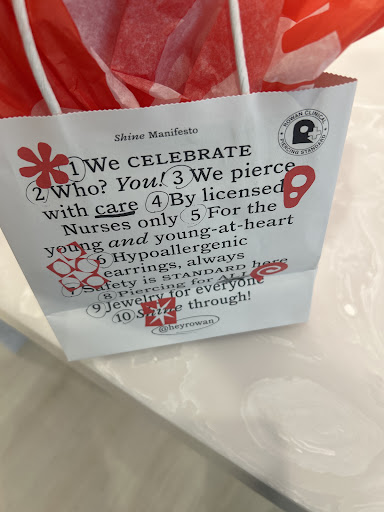 Shine Manifesto
ROWAN CLINICAL
PIERCING STANDARD
1 We CELEBRATE
2 Who? You! 3 We pierce
with care 4 By licensed
Nurses only 5 For the
young and young-at-heart
6 Hypoallergenic
earrings, always
7 Safety is STANDARD here
8 Piercing for ALL
9 Jewelry for everyone
10 Shine through!
@heyrowan